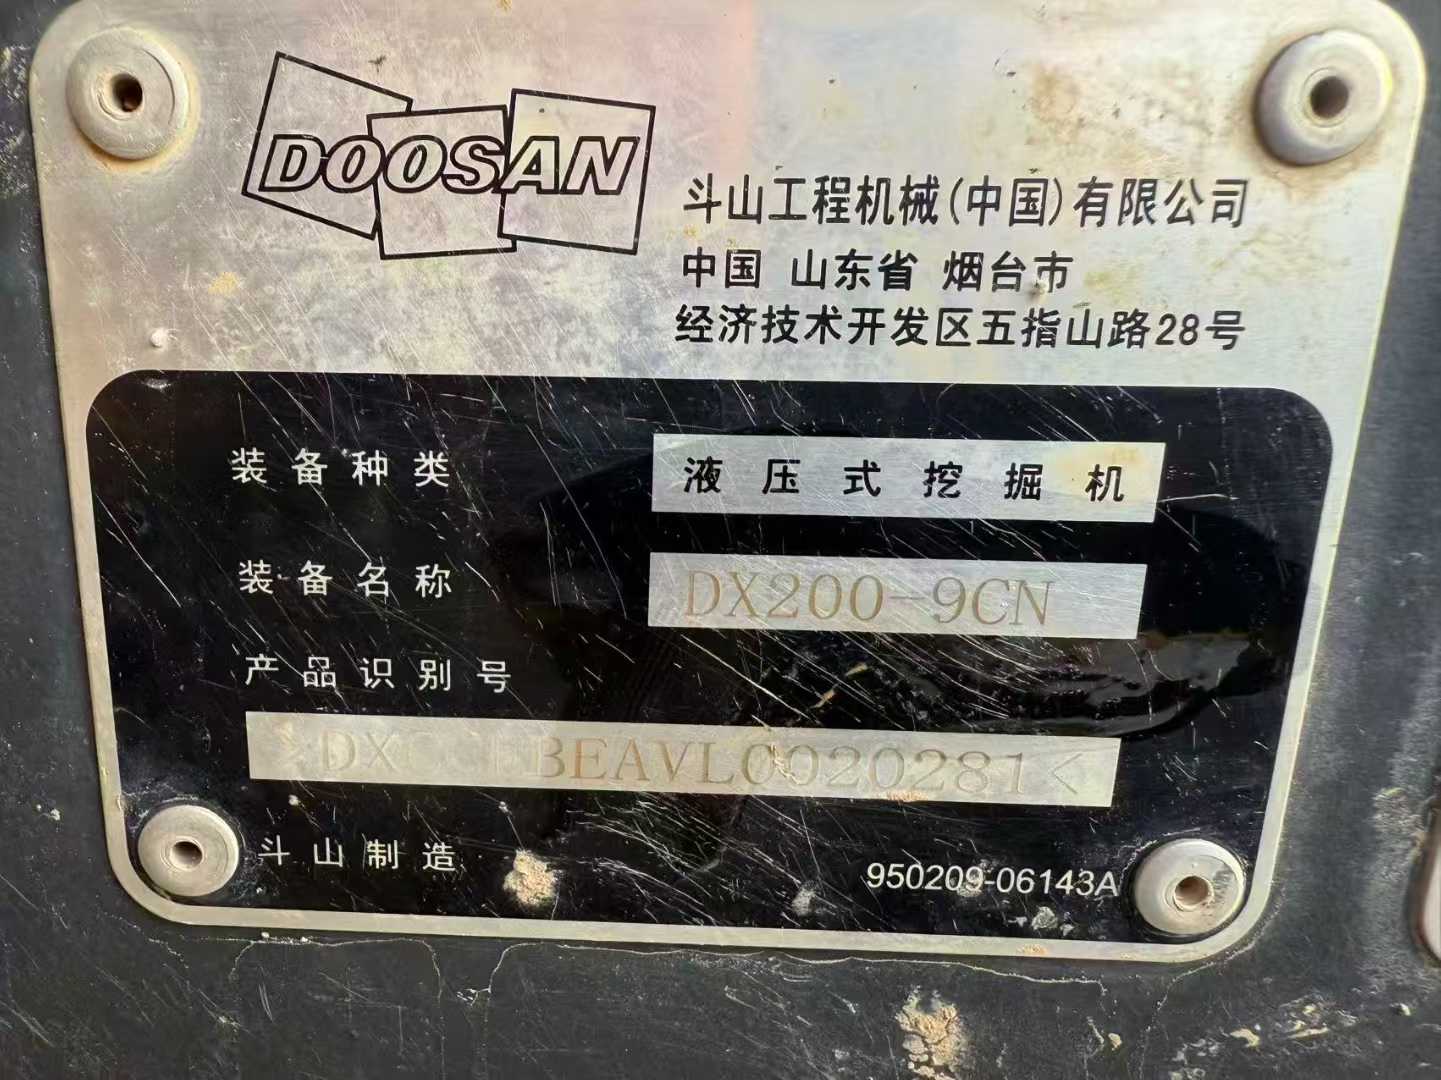 DOOSAN
斗山工程机械(中国)有限公司
中国 山东省 烟台市
经济技术开发区五指山路28号
装备种类 液压式挖掘机
装备名称 DX200-9CN
产品识别号
斗山制造 950209-06143A